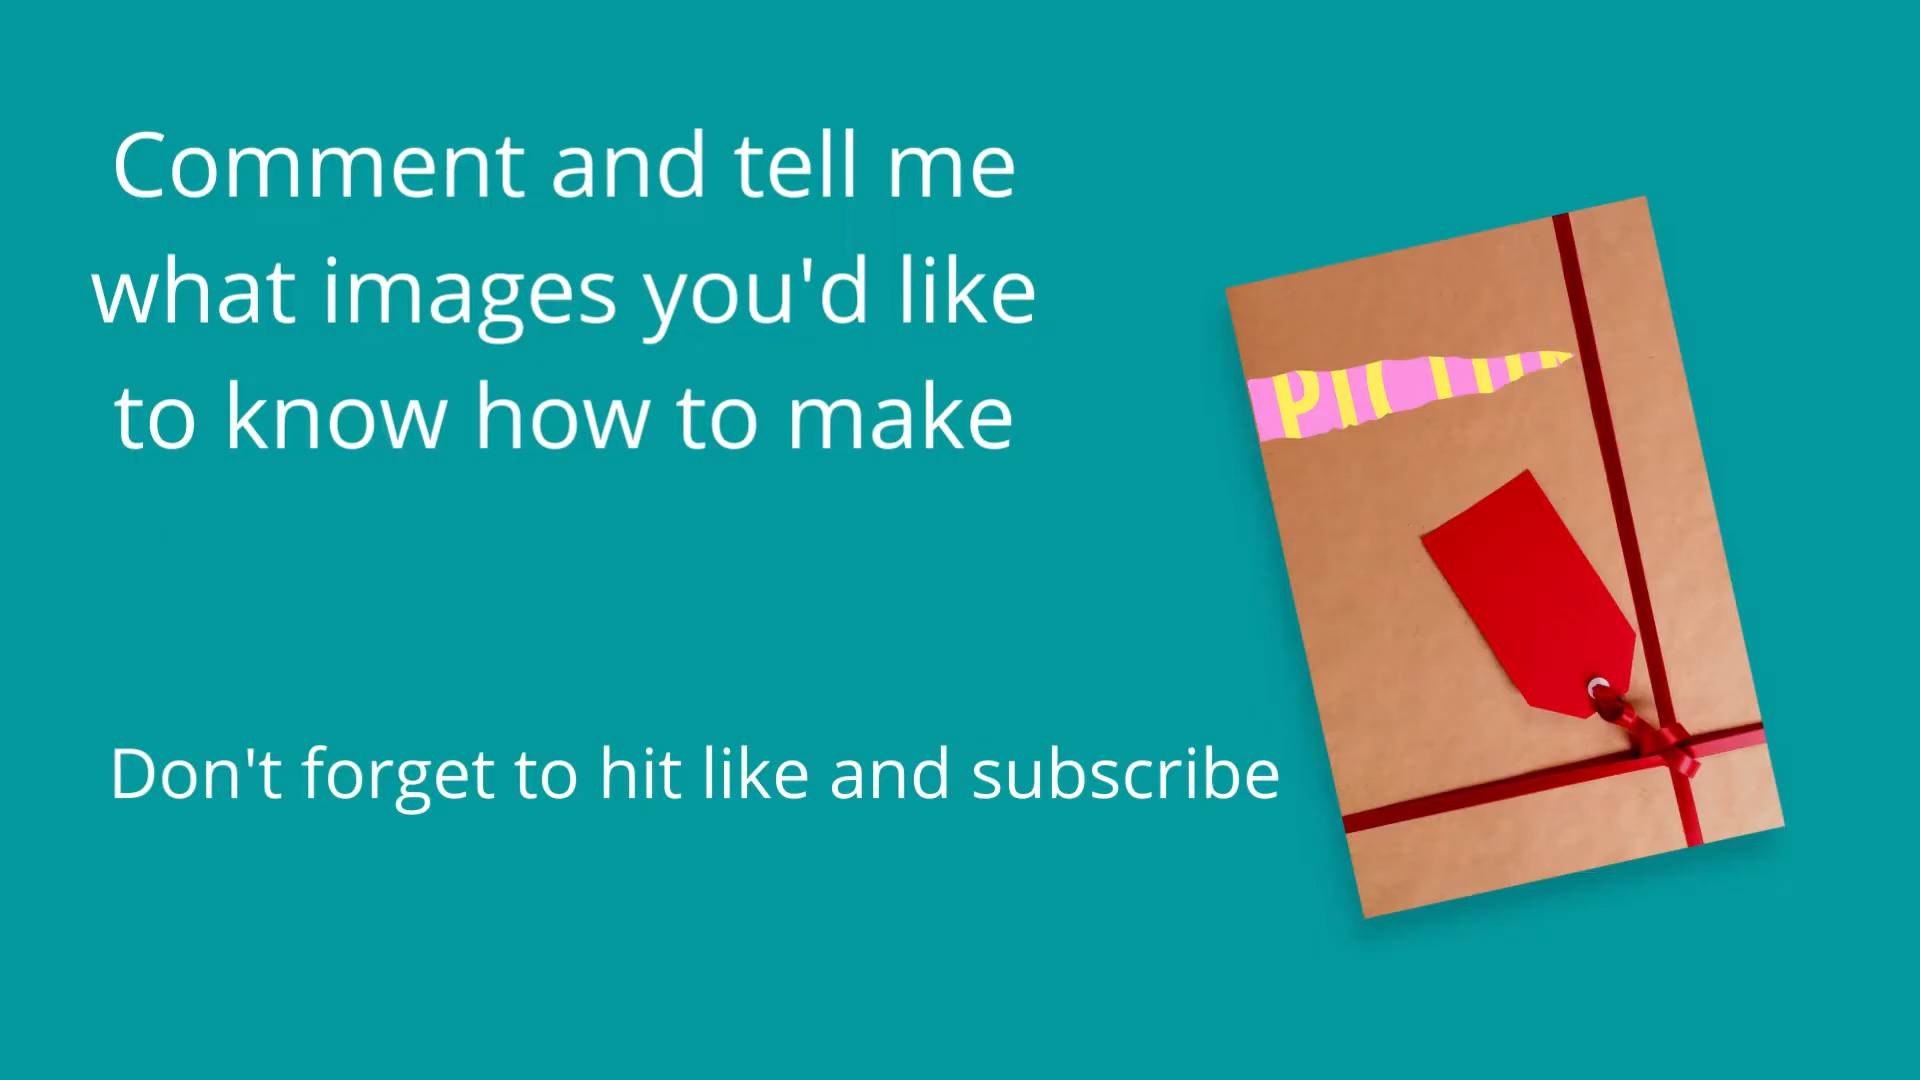 Comment and tell me
what images you'd like
to know how to make
Don't forget to hit like and subscribe